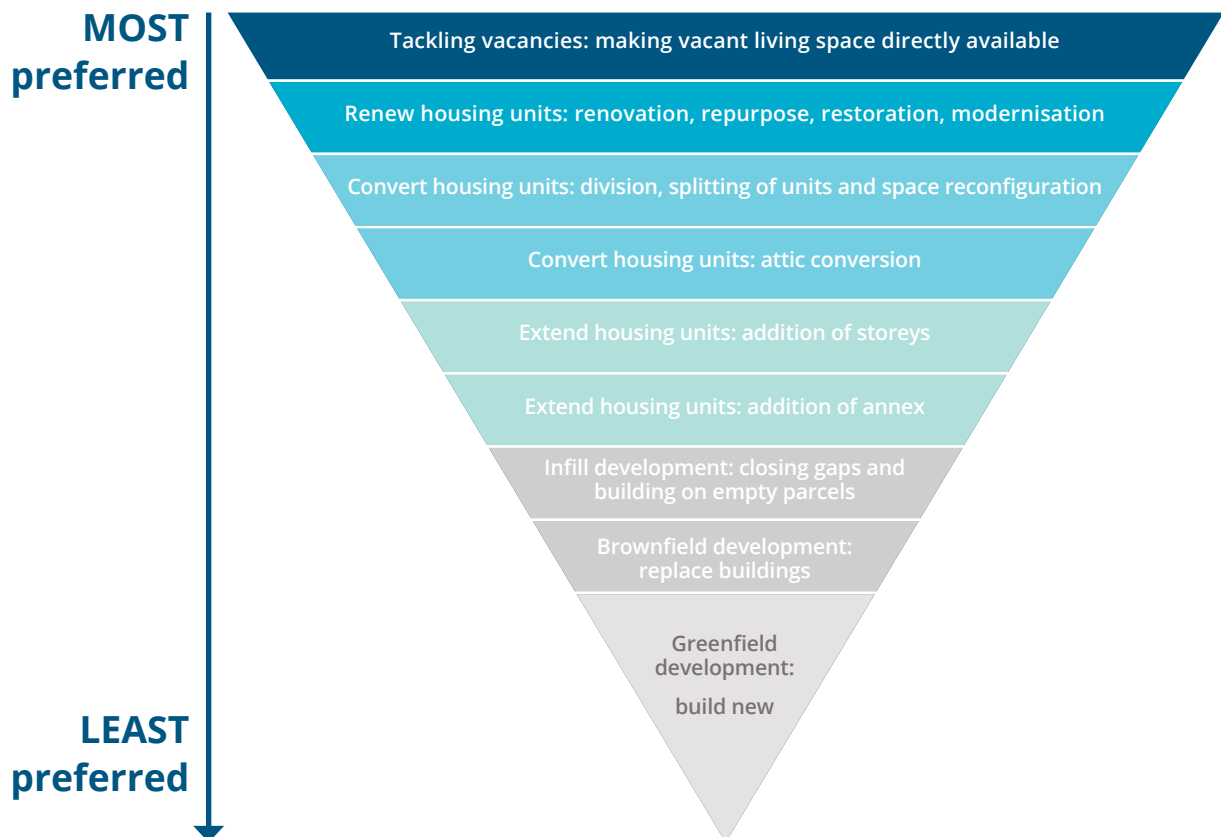 MOST
preferred
Tackling vacancies: making vacant living space directly available
Renew housing units: renovation, repurpose, restoration, modernisation
Convert housing units: division, splitting of units and space reconfiguration
Convert housing units: attic conversion
Extend housing units: addition of storeys
Extend housing units: addition of annex
Infill development: closing gaps and
building on empty parcels
Brownfield development:
replace buildings
Greenfield
development:
build new
LEAST
preferred